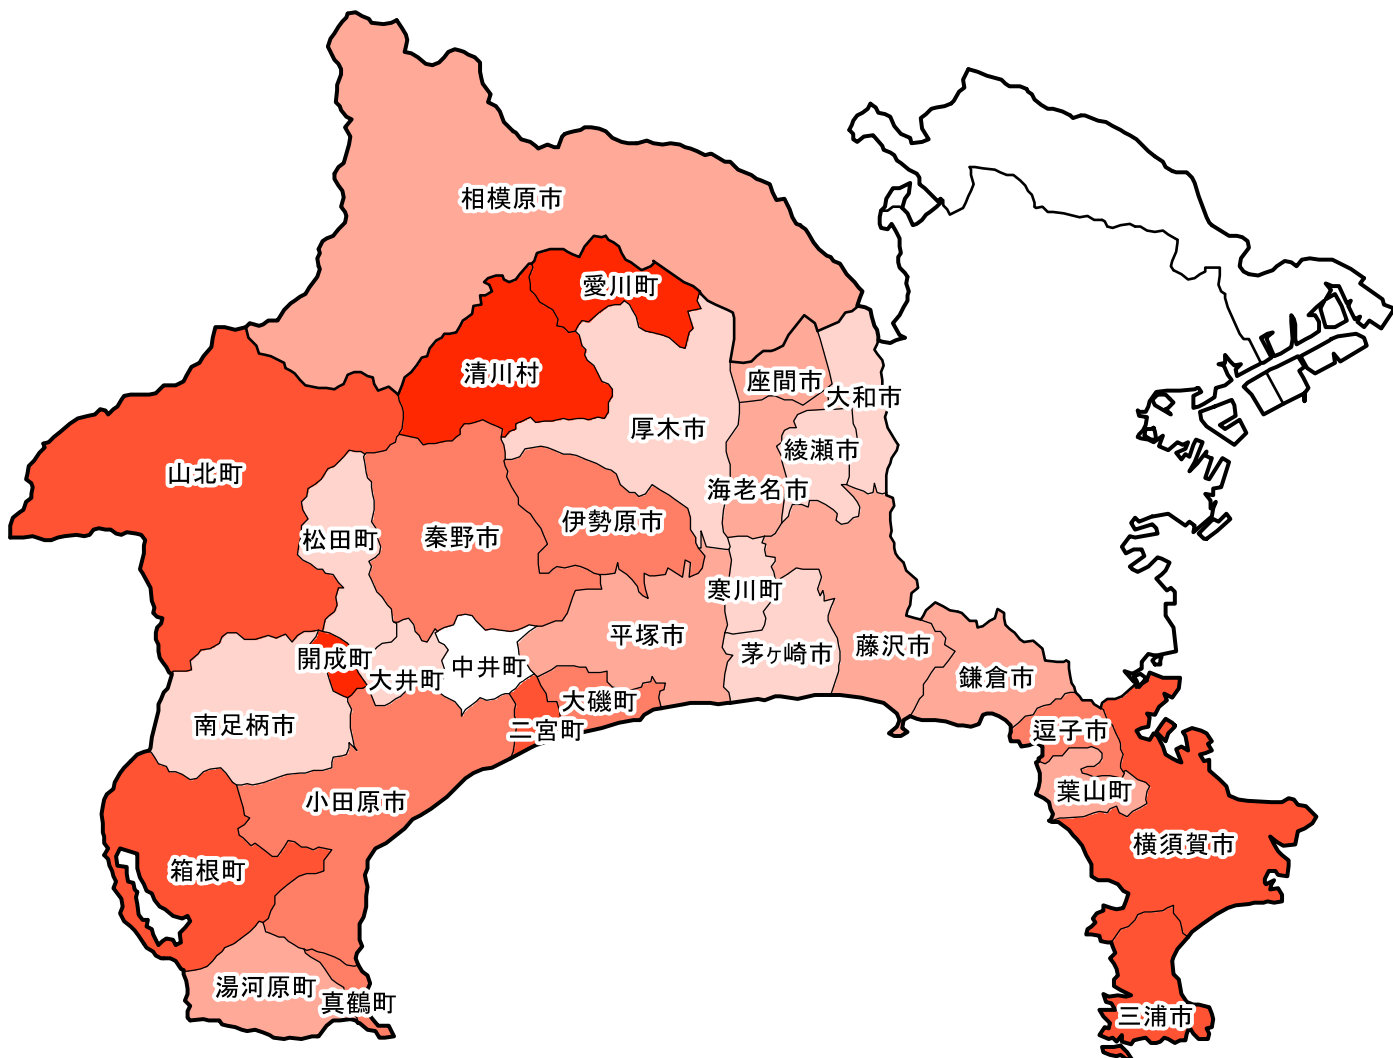 相模原市
愛川町
清川村
座間市
大和市
厚木市
綾瀬市
山北町
海老名市
伊勢原市
松田町
秦野市
寒川町
平塚市
藤沢市
茅ヶ崎市
開成町
中井町
大井町
鎌倉市
大磯町
南足柄市
二宮町
逗子市
葉山町
小田原市
横須賀市
箱根町
湯河原町
真鶴町
三浦市